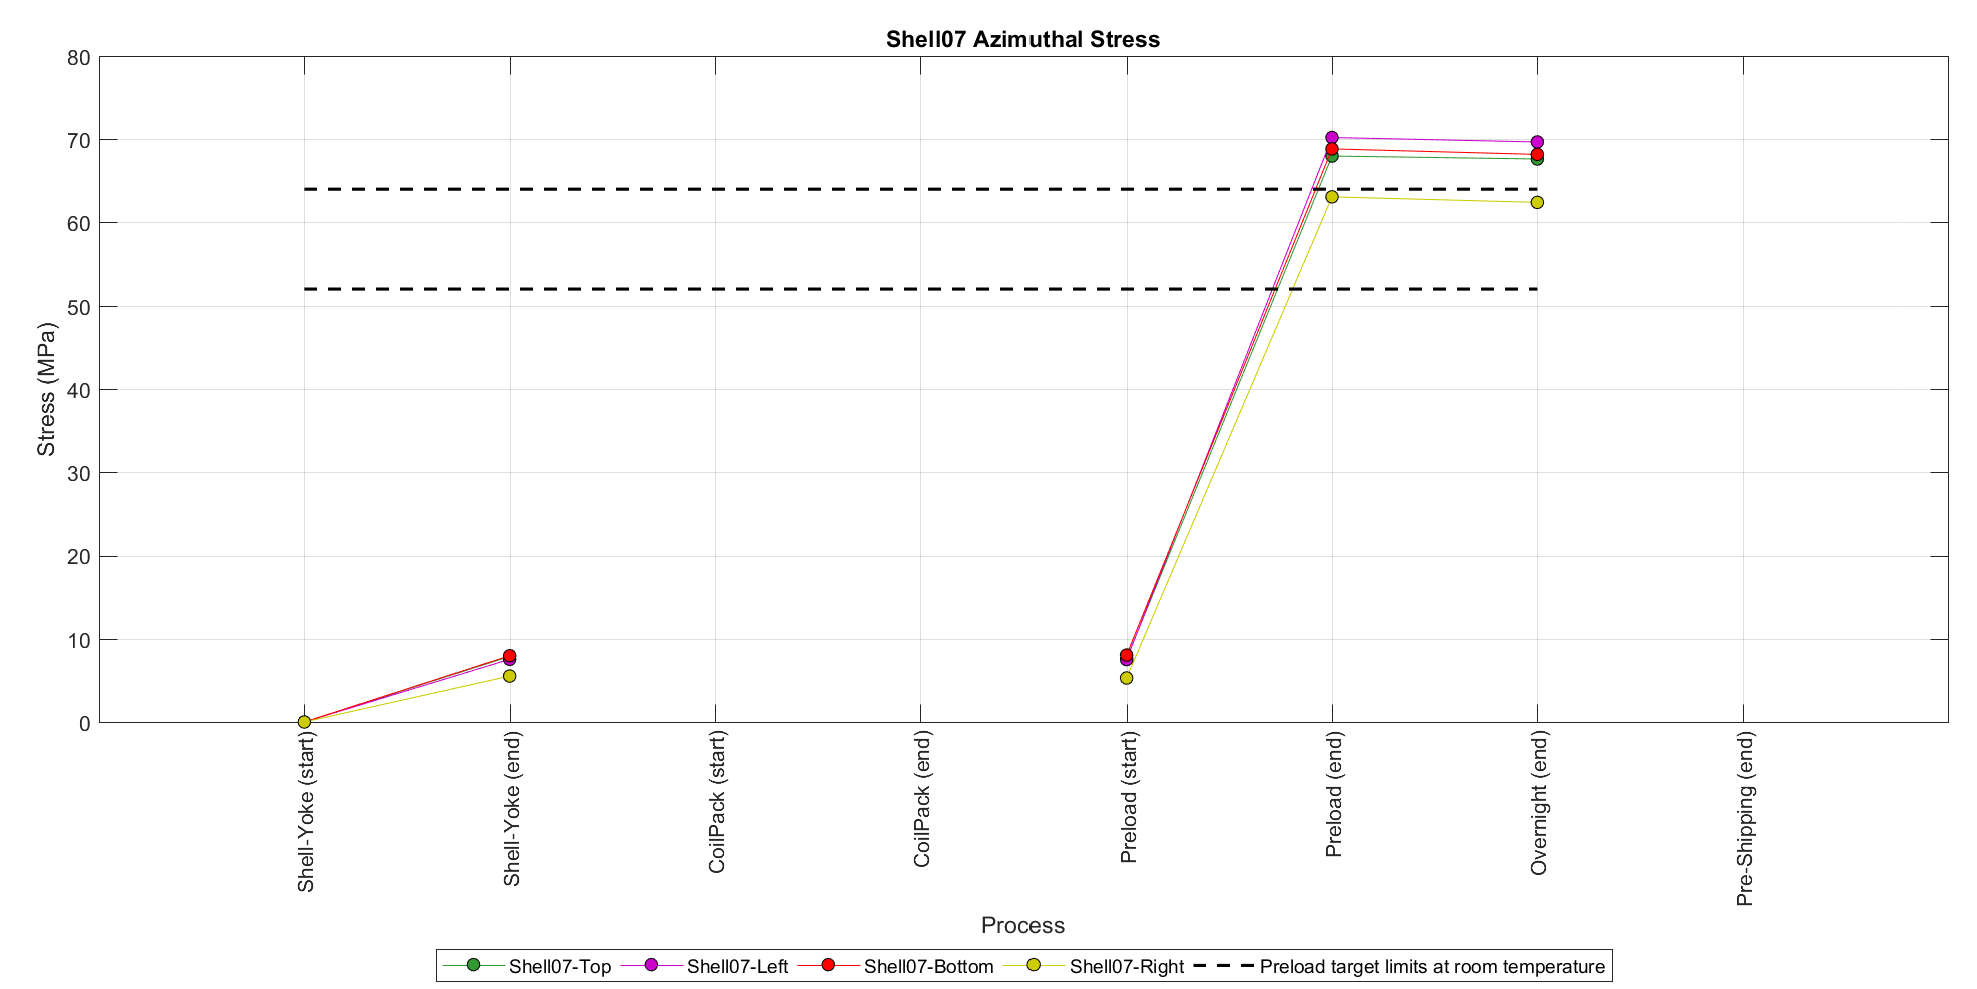 Shell07 Azimuthal Stress
80
70
60
50
40
30
20
10
0
Stress (MPa)
Shell-Yoke (start)
Shell-Yoke (end)
CoilPack (start)
CoilPack (end)
Preload (start)
Preload (end)
Overnight (end)
Pre-Shipping (end)
Process
Shell07-Top Shell07-Left Shell07-Bottom Shell07-Right Preload target limits at room temperature